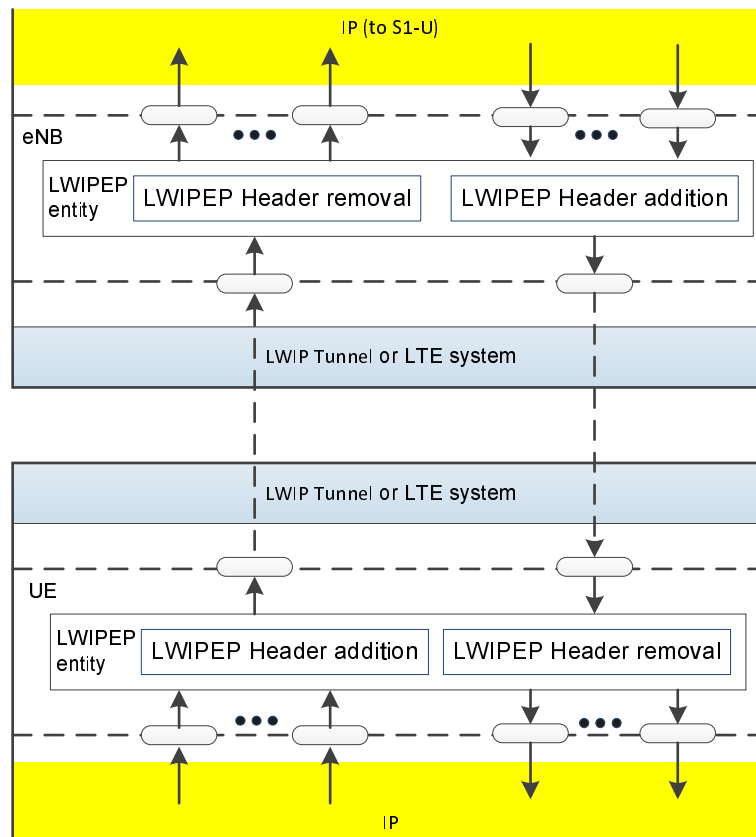 IP (to S1-U)
eNB
LWIPEP
entity
LWIPEP Header removal
LWIPEP Header addition
LWIP Tunnel or LTE system
LWIP Tunnel or LTE system
UE
LWIPEP
entity
LWIPEP Header addition
LWIPEP Header removal
IP